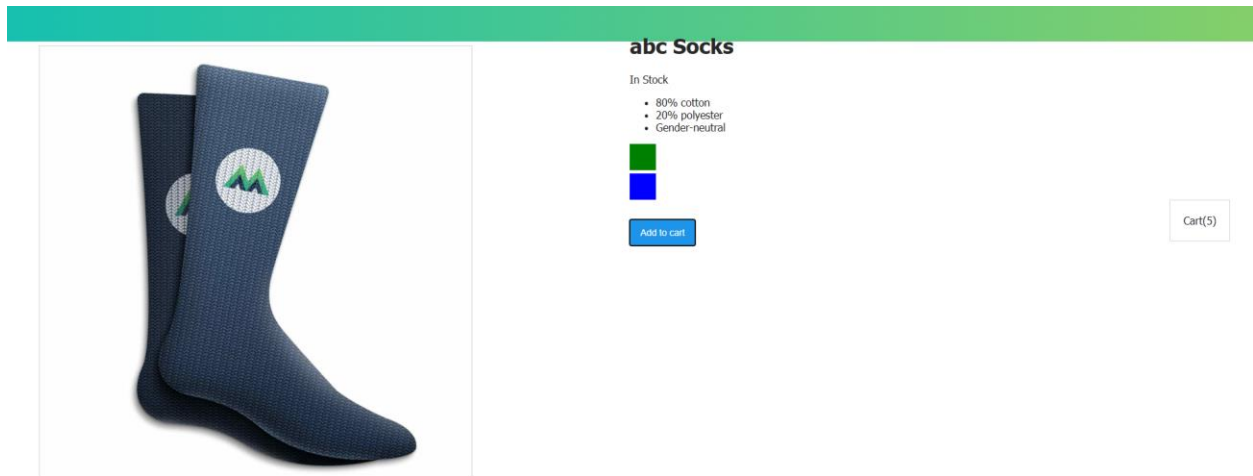 abc Socks
In Stock
80% cotton
20% polyester
Gender-neutral
Add to cart
Cart(5)